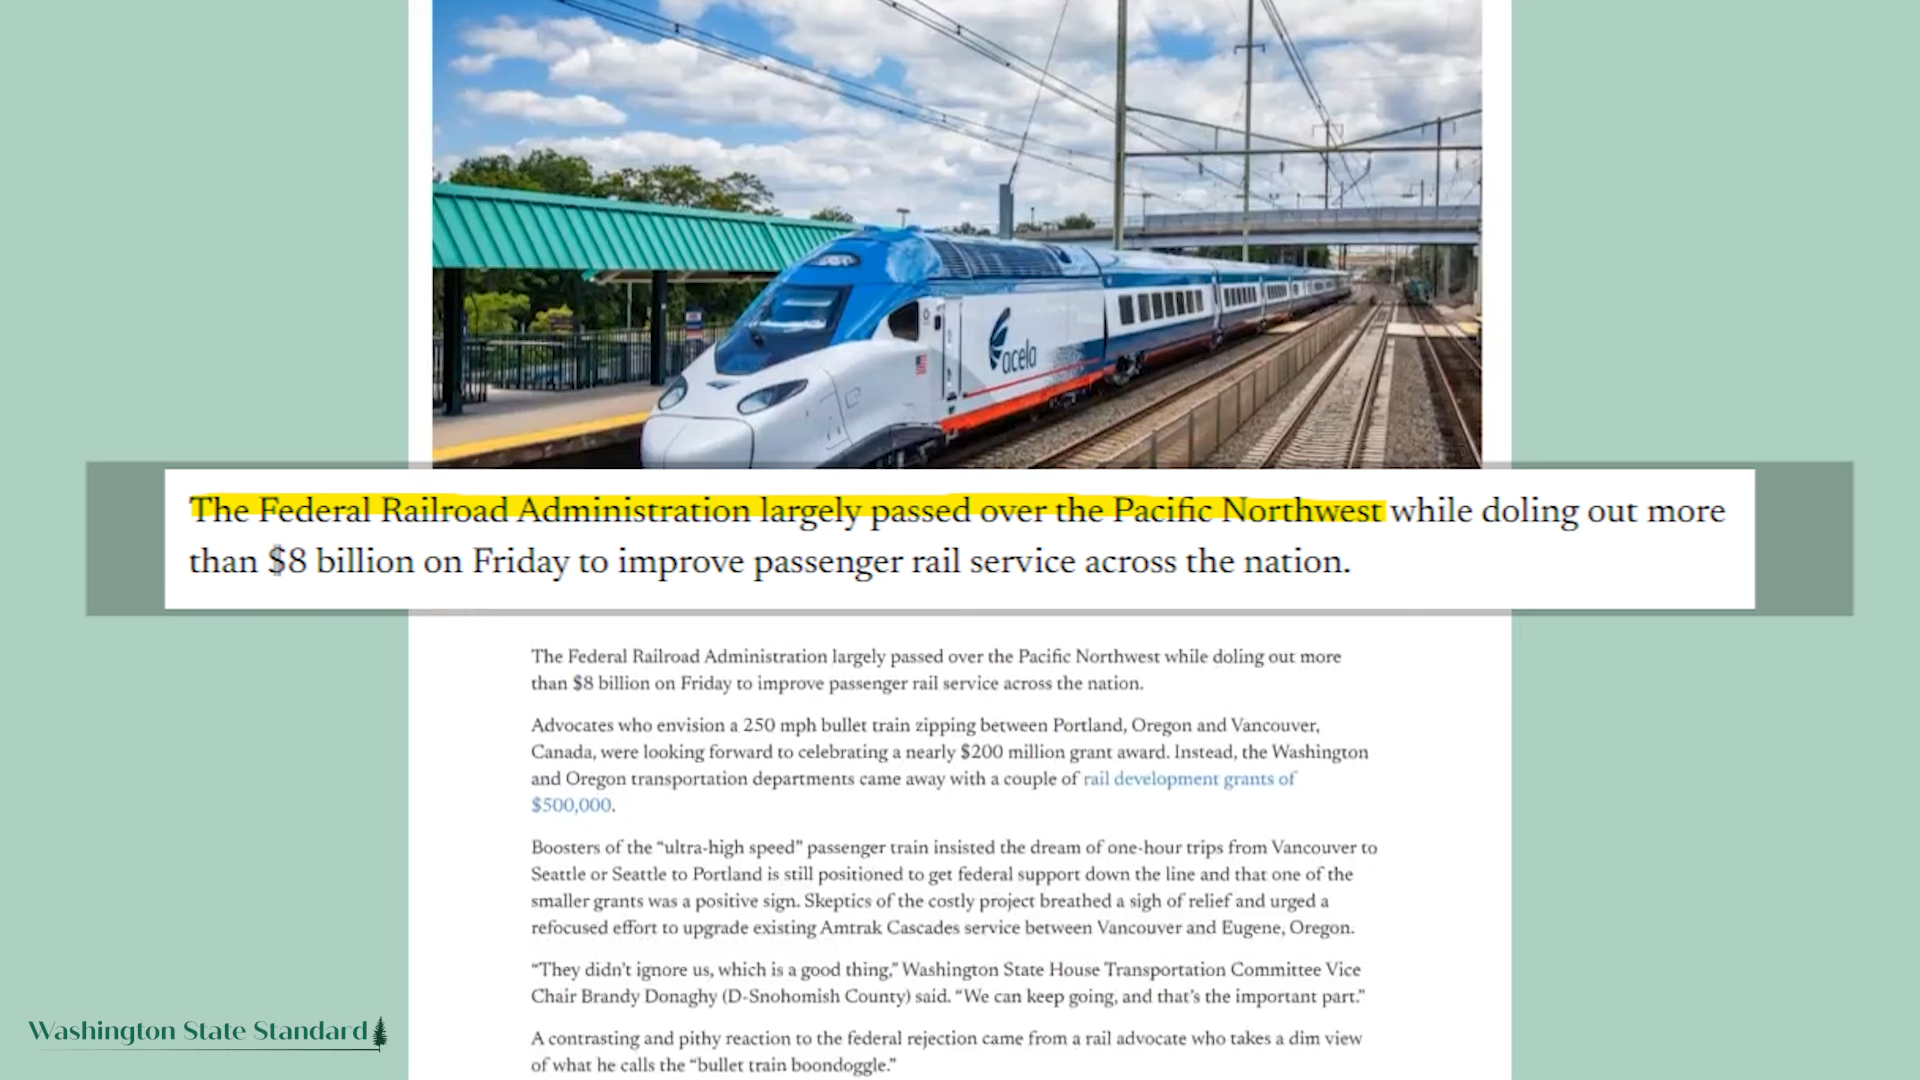 acela
The Federal Railroad Administration largely passed over the Pacific Northwest while doling out more
than $8 billion on Friday to improve passenger rail service across the nation.
The Federal Railroad Administration largely passed over the Pacific Northwest while doling out more
than $8 billion on Friday to improve passenger rail service across the nation.
Advocates who envision a 250 mph bullet train zipping between Portland, Oregon and Vancouver,
Canada, were looking forward to celebrating a nearly $200 million grant award. Instead, the Washington
and Oregon transportation departments came away with a couple of rail development grants of
$500,000.
Boosters of the “ultra-high speed” passenger train insisted the dream of one-hour trips from Vancouver to
Seattle or Seattle to Portland is still positioned to get federal support down the line and that one of the
smaller grants was a positive sign. Skeptics of the costly project breathed a sigh of relief and urged a
refocused effort to upgrade existing Amtrak Cascades service between Vancouver and Eugene, Oregon.
“They didn’t ignore us, which is a good thing,” Washington State House Transportation Committee Vice
Chair Brandy Donaghy (D-Snohomish County) said. “We can keep going, and that’s the important part.”
A contrasting and pithy reaction to the federal rejection came from a rail advocate who takes a dim view
of what he calls the “bullet train boondoggle.”
Washington State Standard